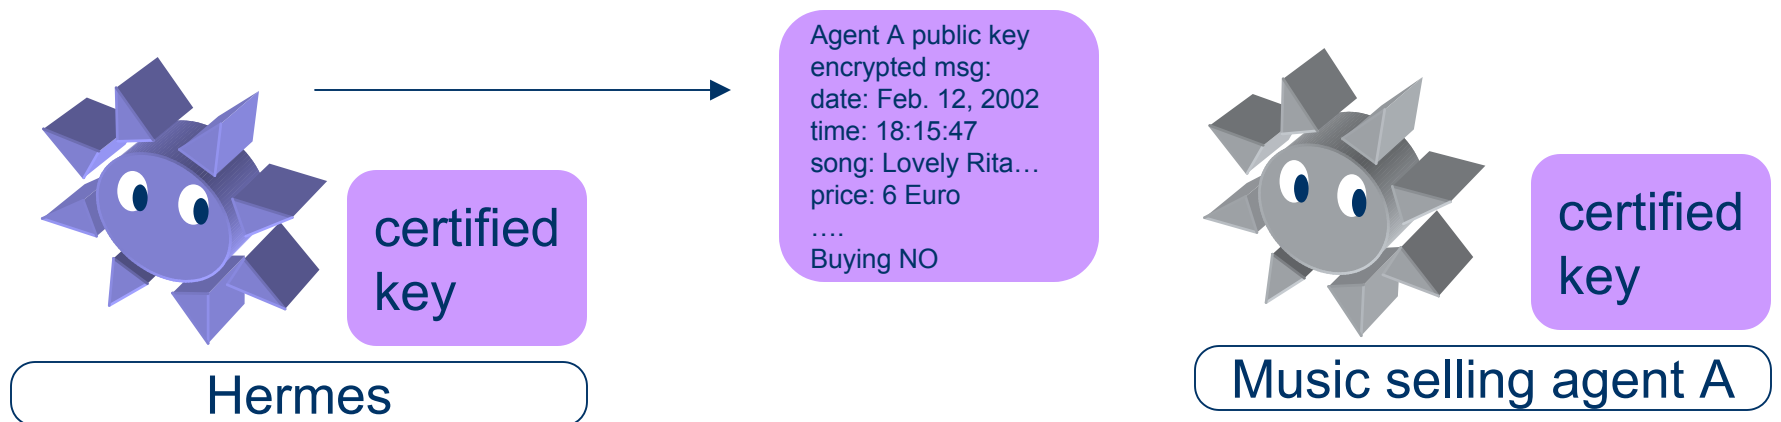 Agent A public key
encrypted msg:
date: Feb. 12, 2002
time: 18:15:47
song: Lovely Rita…
price: 6 Euro
….
Buying NO
certified
key
certified
key
Hermes
Music selling agent A